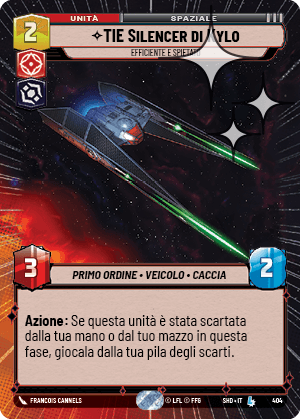 UNITÀ
SPAZIALE
2
TIE SILENCER DI
EFFICIENTE E
3
PRIMO ORDINE • VEICOLO • CACCIA
2
Azione: Se questa unità è stata scartata
dalla tua mano o dal tuo mazzo in questa
fase, giocala dalla tua pila degli scarti.
FRANCOIS CANNELS
© LFL © FFG
SHD • IT
404